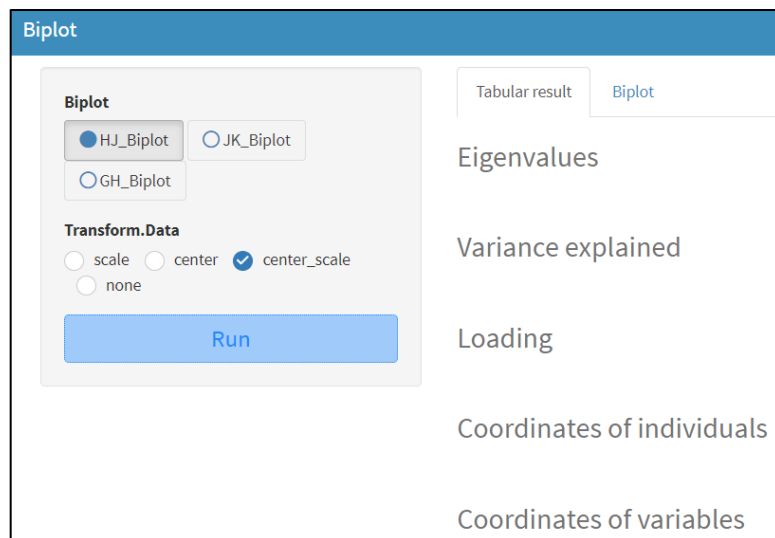 Biplot
Biplot
HJ_Biplot JK_Biplot
GH_Biplot
Transform.Data
scale center center_scale
none
Run
Tabular result Biplot
Eigenvalues
Variance explained
Loading
Coordinates of individuals
Coordinates of variables